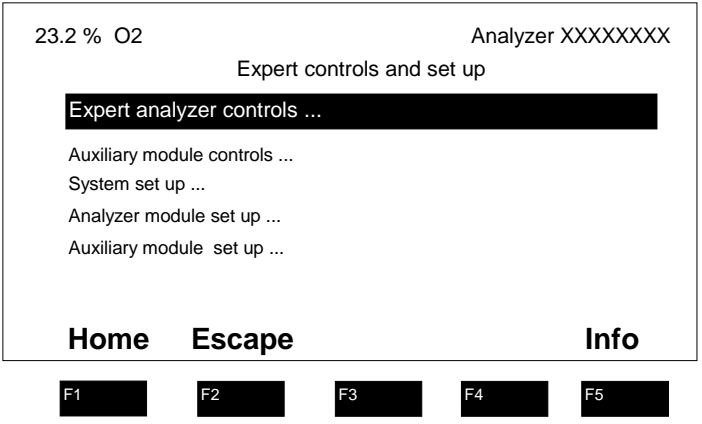 23.2 % O2 Analyzer XXXXXXXX
Expert controls and set up
Expert analyzer controls ...
Auxiliary module controls ...
System set up ...
Analyzer module set up ...
Auxiliary module set up ...
Home Escape Info
F1 F2 F3 F4 F5